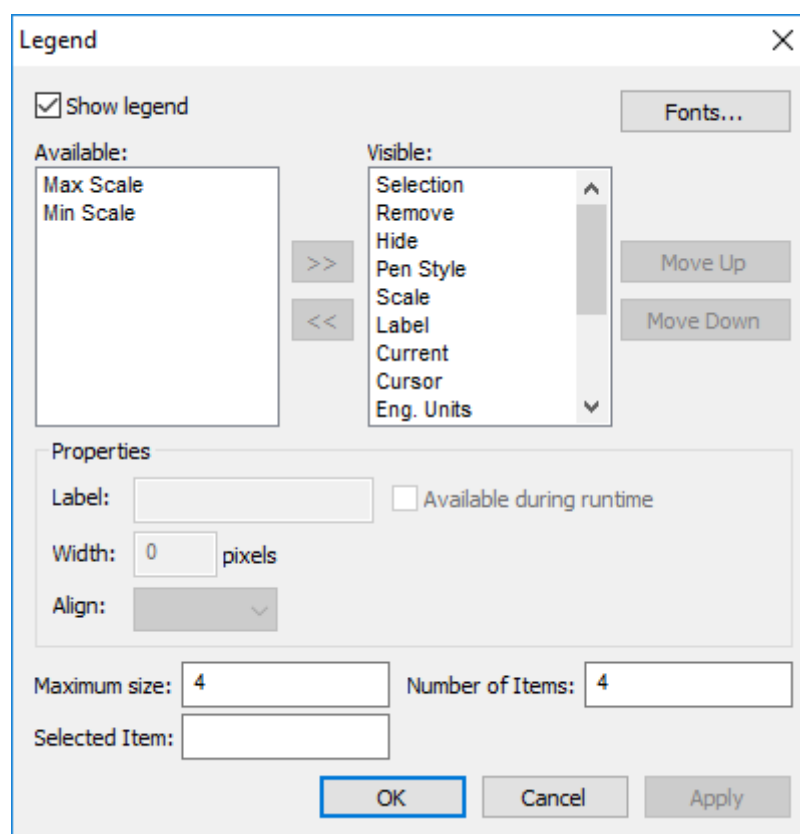 Legend
Show legend
Fonts...
Available:
Visible:
Max Scale
Min Scale
Selection
Remove
Hide
Pen Style
Scale
Label
Current
Cursor
Eng. Units
>>
<<
Move Up
Move Down
Properties
Label:
Available during runtime
Width: 0 pixels
Align:
Maximum size: 4
Number of Items: 4
Selected Item:
OK
Cancel
Apply